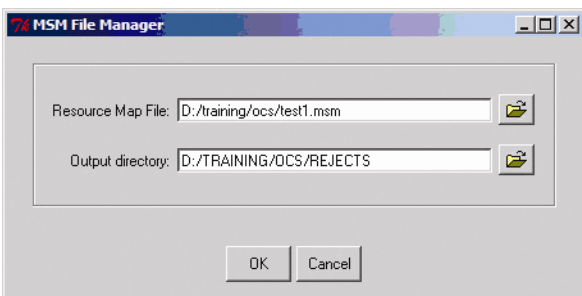 MSM File Manager
Resource Map File: D:/training/ocs/test1.msm
Output directory: D:/TRAINING/OCS/REJECTS
OK Cancel